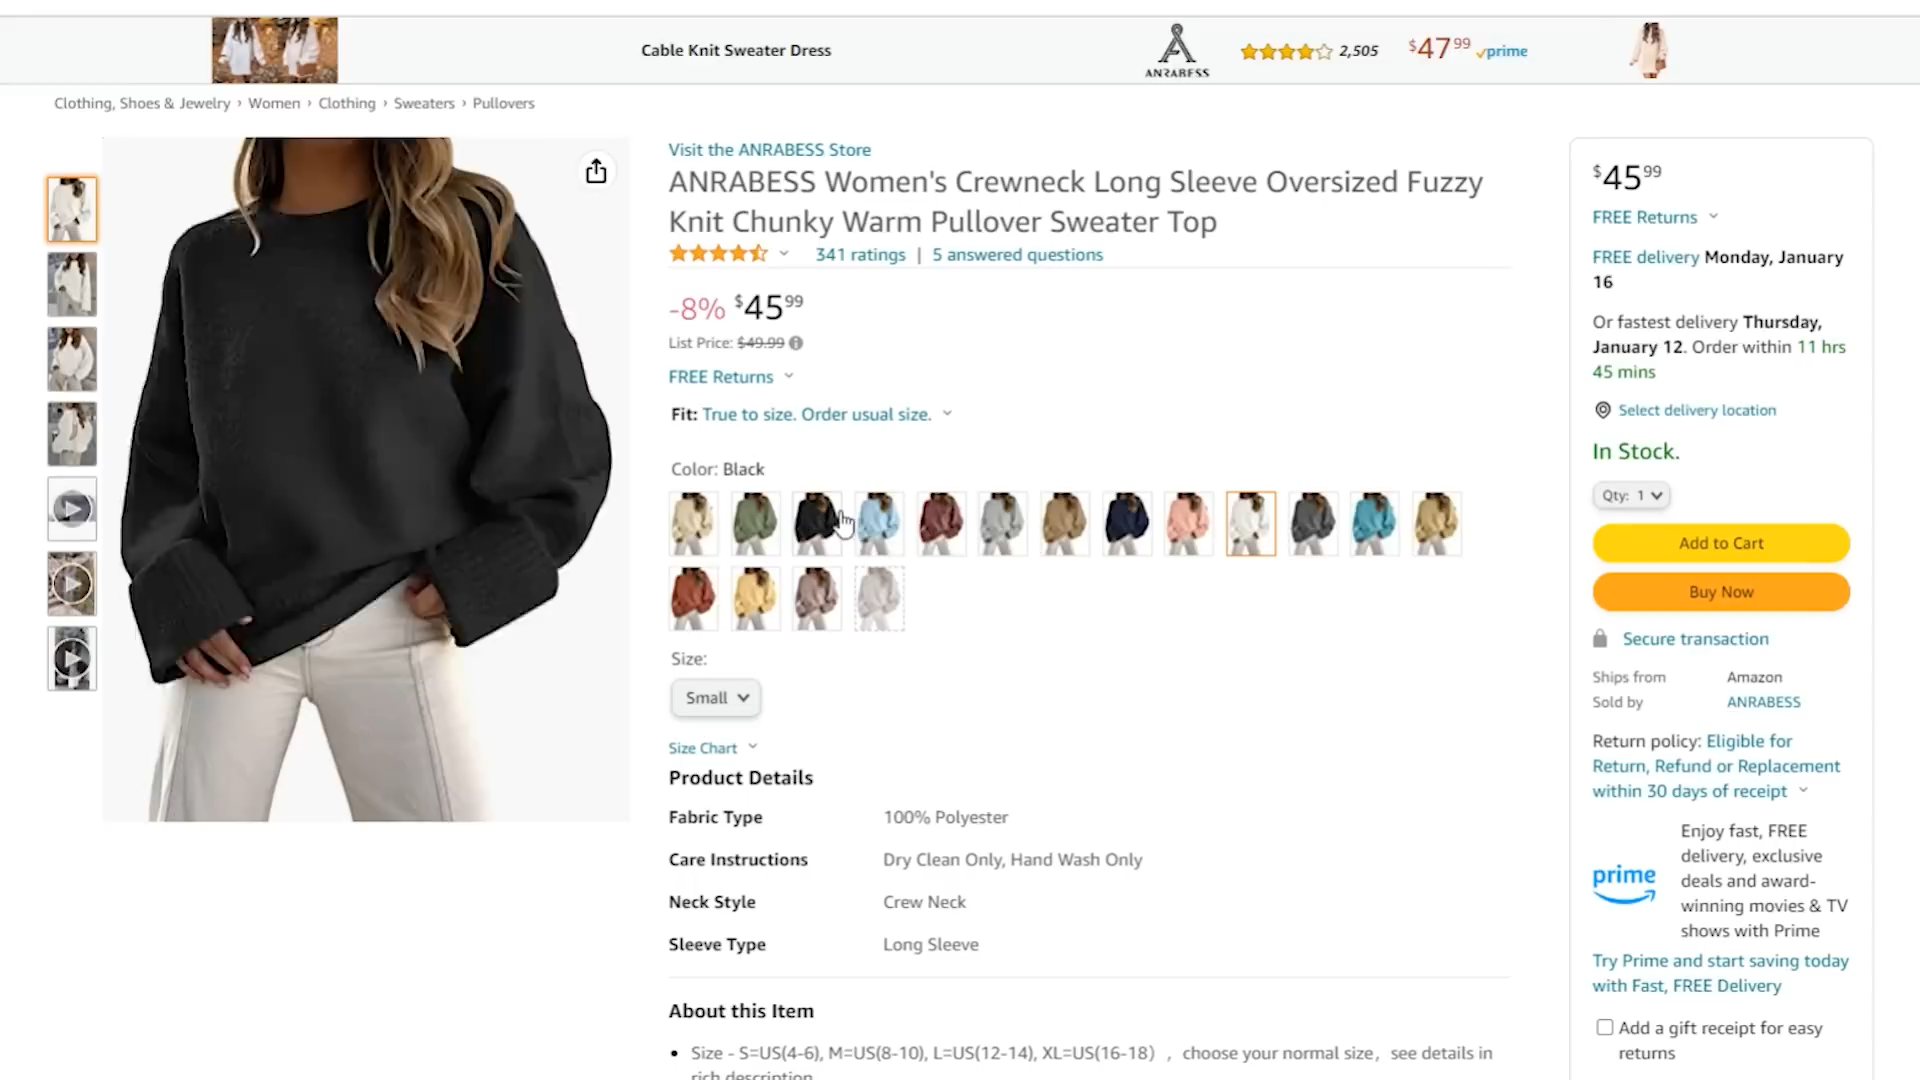 Cable Knit Sweater Dress
ANRABESS
2,505
$47.99
prime
Clothing, Shoes & Jewelry › Women › Clothing › Sweaters › Pullovers
Visit the ANRABESS Store
ANRABESS Women's Crewneck Long Sleeve Oversized Fuzzy
Knit Chunky Warm Pullover Sweater Top
341 ratings | 5 answered questions
-8% $45.99
List Price: $49.99
FREE Returns
Fit: True to size. Order usual size.
Color: Black
Size:
Small
Size Chart
Product Details
Fabric Type 100% Polyester
Care Instructions Dry Clean Only, Hand Wash Only
Neck Style Crew Neck
Sleeve Type Long Sleeve
About this Item
• Size - S=US(4-6), M=US(8-10), L=US(12-14), XL=US(16-18) , choose your normal size, see details in
rich description
$45.99
FREE Returns
FREE delivery Monday, January
16
Or fastest delivery Thursday,
January 12. Order within 11 hrs
45 mins
Select delivery location
In Stock.
Qty: 1
Add to Cart
Buy Now
Secure transaction
Ships from Amazon
Sold by ANRABESS
Return policy: Eligible for
Return, Refund or Replacement
within 30 days of receipt
prime
Enjoy fast, FREE
delivery, exclusive
deals and award-
winning movies & TV
shows with Prime
Try Prime and start saving today
with Fast, FREE Delivery
Add a gift receipt for easy
returns